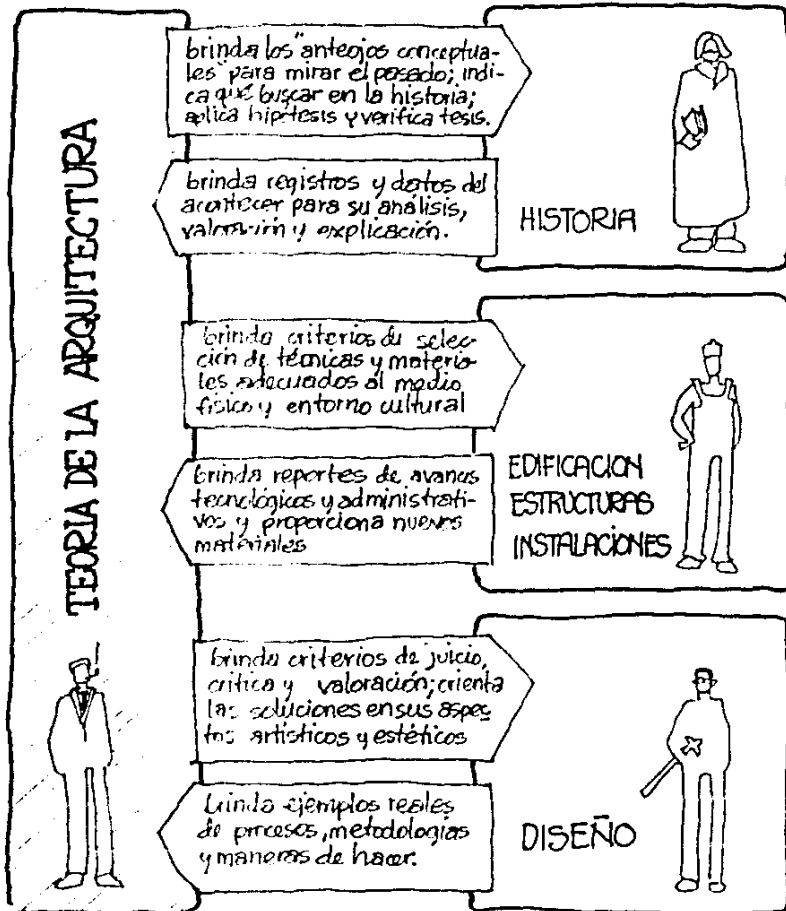 TEORIA DE LA ARQUITECTURA
brinda los "anteojos conceptua-
les" para mirar el pasado; indi-
ca qué buscar en la historia;
aplica hipótesis y verifica tesis.
brinda registros y datos del
acontecer para su análisis,
valoración y explicación.
HISTORIA
brinda criterios de selec-
ción de técnicas y materia-
les adecuados al medio
físico y entorno cultural
brinda reportes de avances
tecnológicos y administrati-
vos y proporciona nuevos
materiales
EDIFICACION
ESTRUCTURAS
INSTALACIONES
brinda criterios de juicio,
crítica y valoración; orienta
las soluciones en sus aspec
tos artísticos y estéticos
brinda ejemplos reales
de procesos, metodologías
y maneras de hacer.
DISEÑO